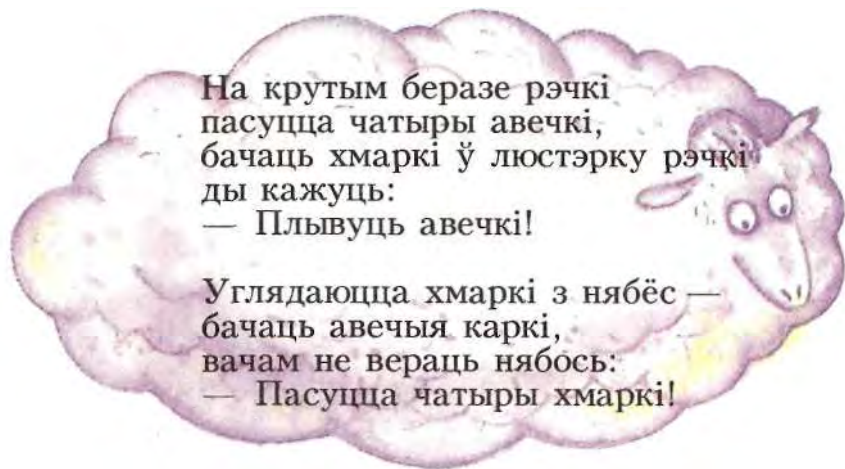 На крутым беразе рэчкі
пасуцца чатыры авечкі,
бачаць хмаркі ў люстэрку рэчкі
ды кажуць:
— Плывуць авечкі!
Углядаюцца хмаркі з нябёс —
бачаць авечыя каркі,
вачам не вераць нябось:
— Пасуцца чатыры хмаркі!